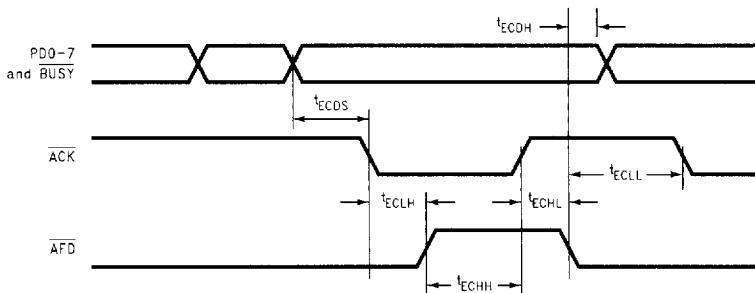 tECDH
PD0-7
and BUSY
tECDS
ACK
tECLL
tECLH
tECHL
AFD
tECHH